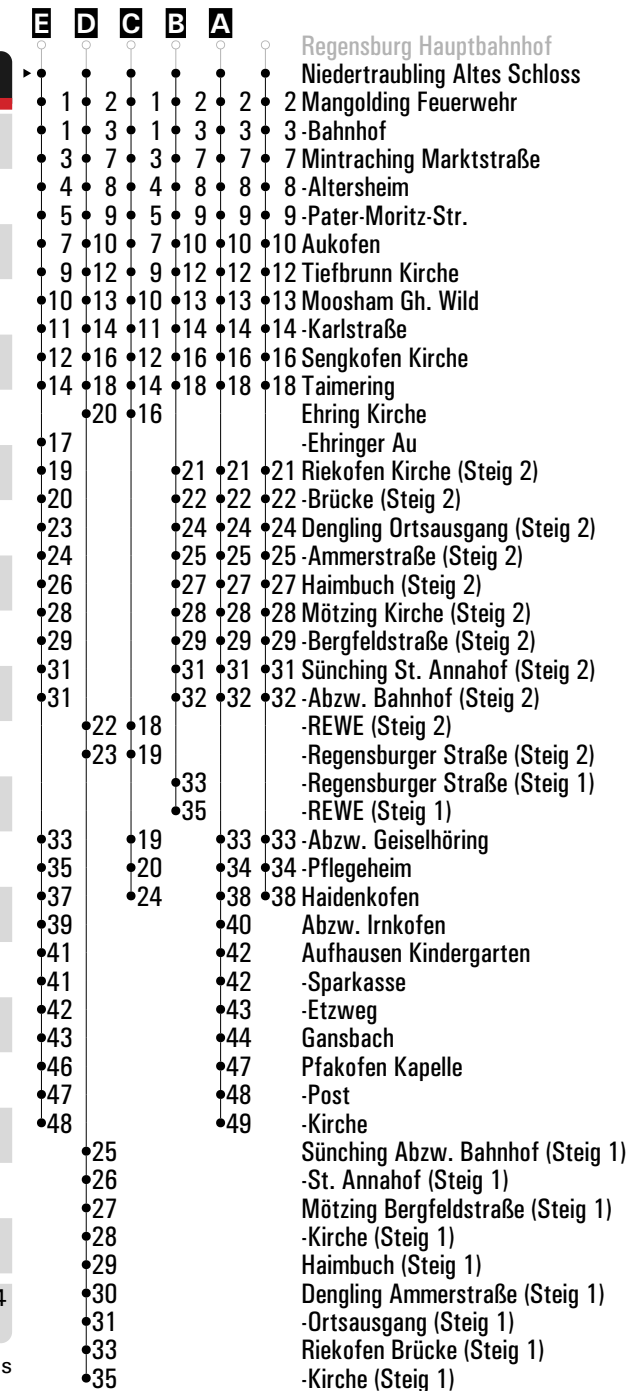 E D C B A
Regensburg Hauptbahnhof
Niedertraubling Altes Schloss
1 2 1 2 2 2 Mangolding Feuerwehr
1 3 1 3 3 3 -Bahnhof
3 7 3 7 7 7 Mintraching Marktstraße
4 8 4 8 8 8 -Altersheim
5 9 5 9 9 9 -Pater-Moritz-Str.
7 10 7 10 10 10 Aukofen
9 12 9 12 12 12 Tiefbrunn Kirche
10 13 10 13 13 13 Moosham Gh. Wild
11 14 11 14 14 14 -Karlstraße
12 16 12 16 16 16 Sengkofen Kirche
14 18 14 18 18 18 Taimering
20 16 Ehring Kirche
17 -Ehringer Au
19 21 21 21 Riekofen Kirche (Steig 2)
20 22 22 22 -Brücke (Steig 2)
23 24 24 24 Dengling Ortsausgang (Steig 2)
24 25 25 25 -Ammerstraße (Steig 2)
26 27 27 27 Haimbuch (Steig 2)
28 28 28 28 Mötzing Kirche (Steig 2)
29 29 29 29 -Bergfeldstraße (Steig 2)
31 31 31 31 Sünching St. Annahof (Steig 2)
31 32 32 32 -Abzw. Bahnhof (Steig 2)
22 18 -REWE (Steig 2)
23 19 -Regensburger Straße (Steig 2)
33 -Regensburger Straße (Steig 1)
35 -REWE (Steig 1)
33 19 33 33 -Abzw. Geiselhöring
35 20 34 34 -Pflegeheim
37 24 38 38 Haidenkofen
39 40 Abzw. Irnkofen
41 42 Aufhausen Kindergarten
41 42 -Sparkasse
42 43 -Etzweg
43 44 Gansbach
46 47 Pfakofen Kapelle
47 48 -Post
48 49 -Kirche
25 Sünching Abzw. Bahnhof (Steig 1)
26 -St. Annahof (Steig 1)
27 Mötzing Bergfeldstraße (Steig 1)
28 -Kirche (Steig 1)
29 Haimbuch (Steig 1)
30 Dengling Ammerstraße (Steig 1)
31 -Ortsausgang (Steig 1)
33 Riekofen Brücke (Steig 1)
35 -Kirche (Steig 1)